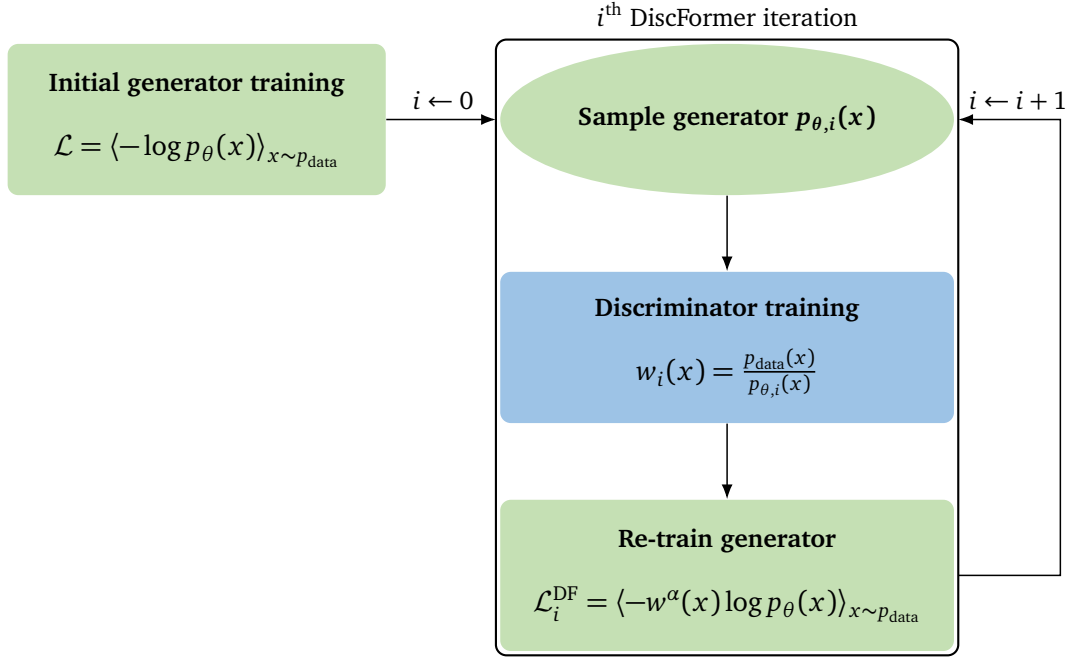 iᵗʰ DiscFormer iteration
Initial generator training
ℒ = ⟨−log p_θ(x)⟩_{x∼p_data}
i ← 0
Sample generator p_{θ,i}(x)
i ← i + 1
Discriminator training
w_i(x) = p_data(x) / p_{θ,i}(x)
Re-train generator
ℒ_i^{DF} = ⟨−w^α(x) log p_θ(x)⟩_{x∼p_data}